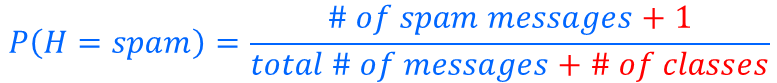 P(H = spam) = # of spam messages + 1 / total # of messages + # of classes